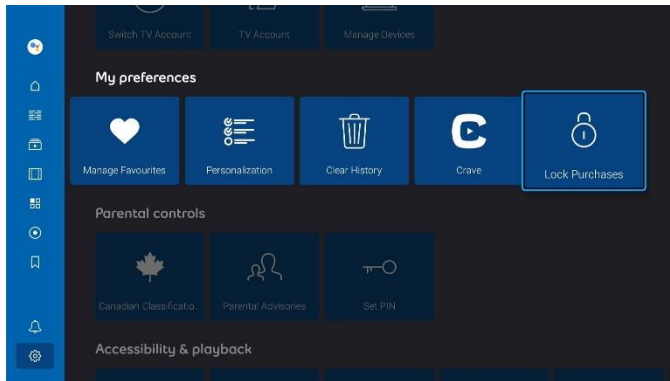 Switch TV Account
TV Account
Manage Devices
My preferences
Manage Favourites
Personalization
Clear History
Crave
Lock Purchases
Parental controls
Canadian Classificatio...
Parental Advisories
Set PIN
Accessibility & playback